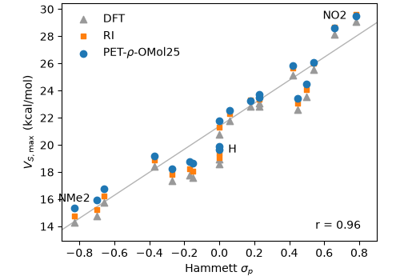 30
28
26
24
22
20
18
16
14
V_{S,max} (kcal/mol)
DFT
RI
PET-ρ-OMol25
NO2
H
NMe2
r = 0.96
−0.8 −0.6 −0.4 −0.2 0.0 0.2 0.4 0.6 0.8
Hammett σ_p